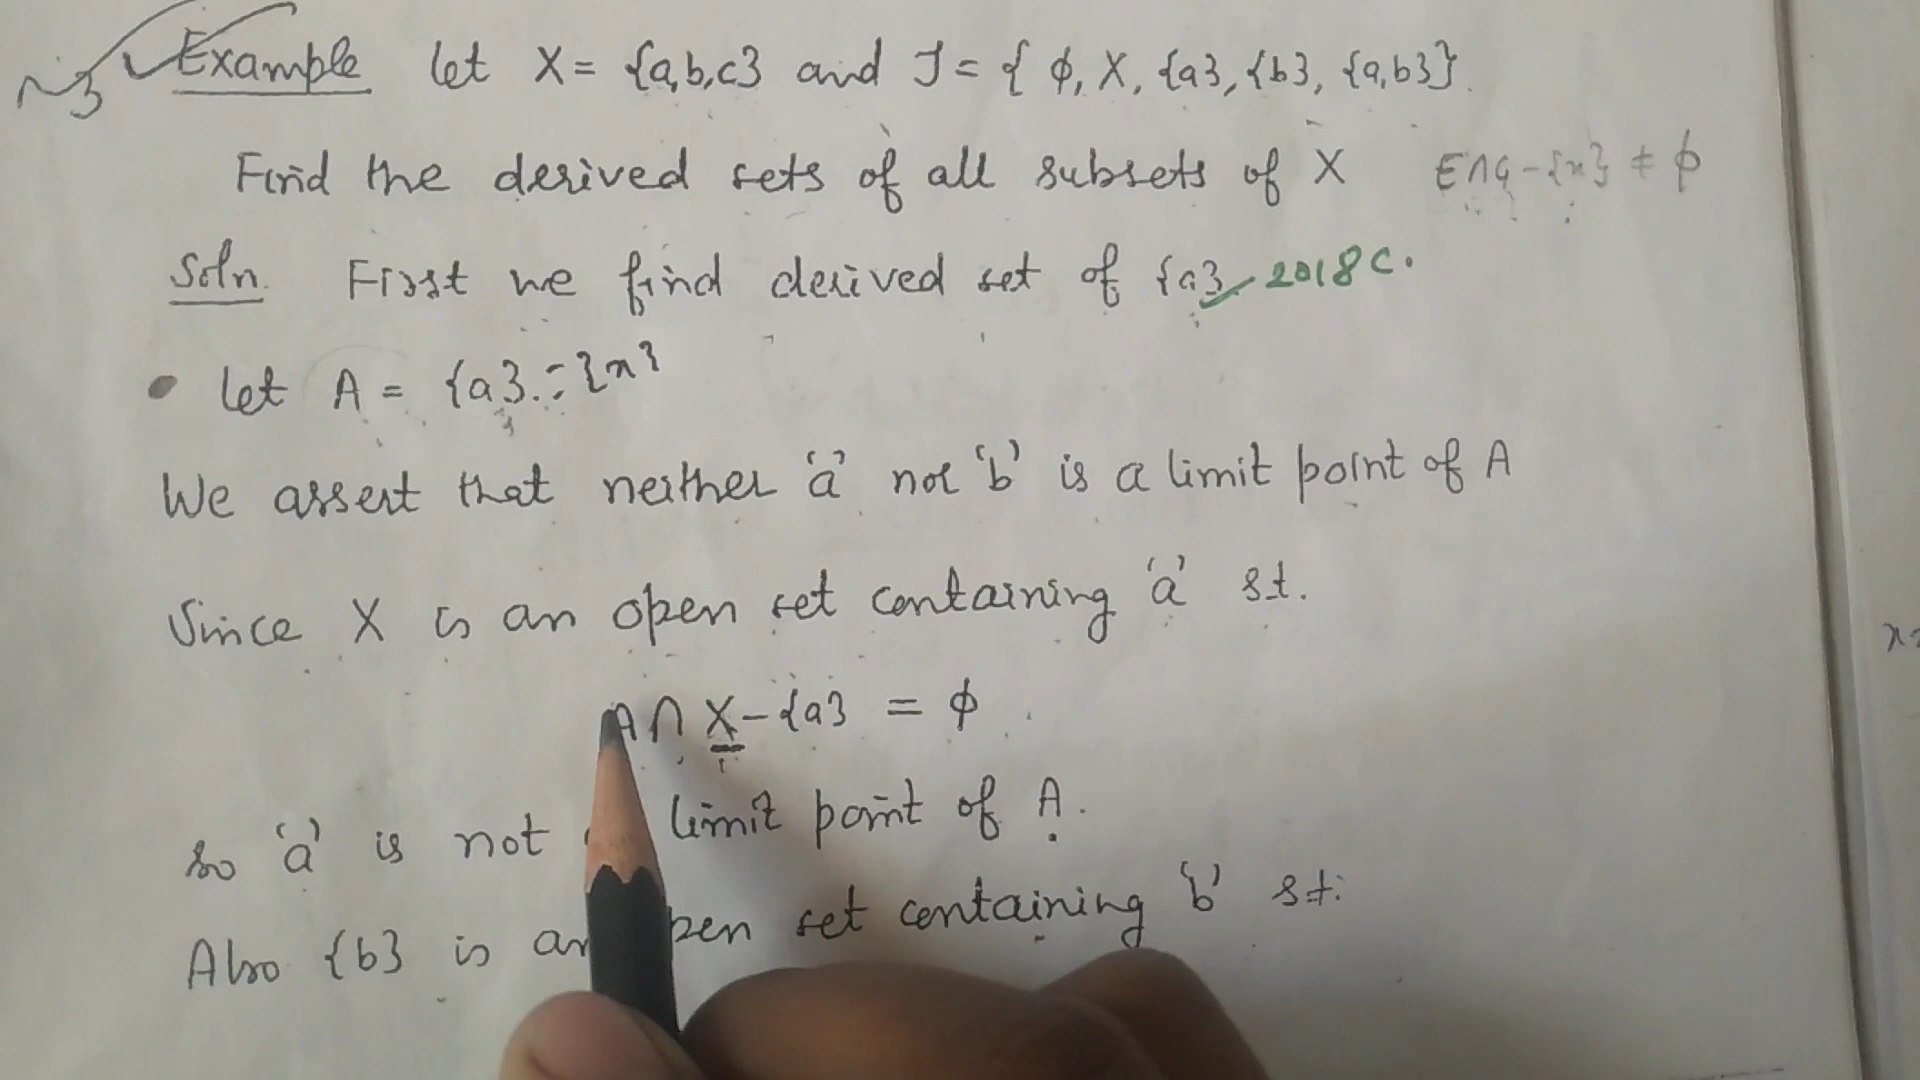 Example Let X = {a,b,c} and J = { ϕ, X, {a}, {b}, {a,b}}.
Find the derived sets of all subsets of X E∩G-{x} ≠ ϕ
Soln. First we find derived set of {a} 2018 C.
• Let A = {a}. = {x}
We assert that neither 'a' nor 'b' is a limit point of A
Since X is an open set containing 'a' s.t.
A∩ X-{a} = ϕ
So 'a' is not limit point of A.
Also {b} is an open set containing 'b' s.t.